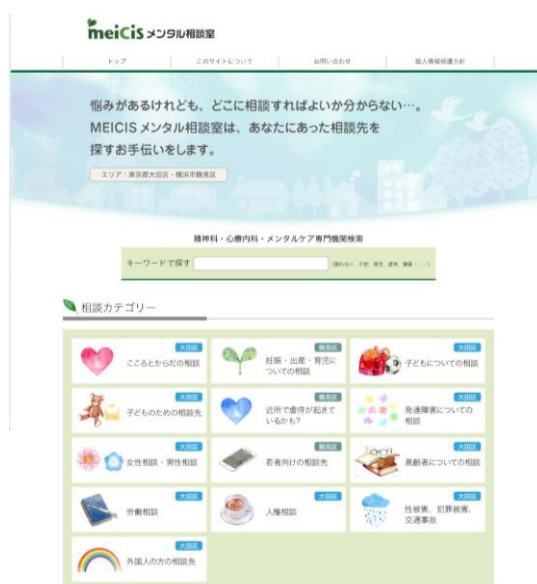 meiCis メンタル相談室
トップ
このサイトについて
お問い合わせ
個人情報保護方針
悩みがあるけれども、どこに相談すればよいか分からない…。
MEICIS メンタル相談室は、あなたにあった相談先を
探すお手伝いをします。
エリア：東京都大田区・横浜市鶴見区
精神科・心療内科・メンタルケア専門機関検索
キーワードで探す
相談カテゴリー
大田区
こころとからだの相談
鶴見区
妊娠・出産・育児に
ついての相談
大田区
子どもについての相談
大田区
子どものための相談先
鶴見区
近所で虐待が起きて
いるかも?
大田区
発達障害についての
相談
大田区
女性相談・男性相談
鶴見区
若者向けの相談先
大田区
高齢者についての相談
大田区
労働相談
大田区
人権相談
大田区
性被害、犯罪被害、
交通事故
大田区
外国人の方の相談先